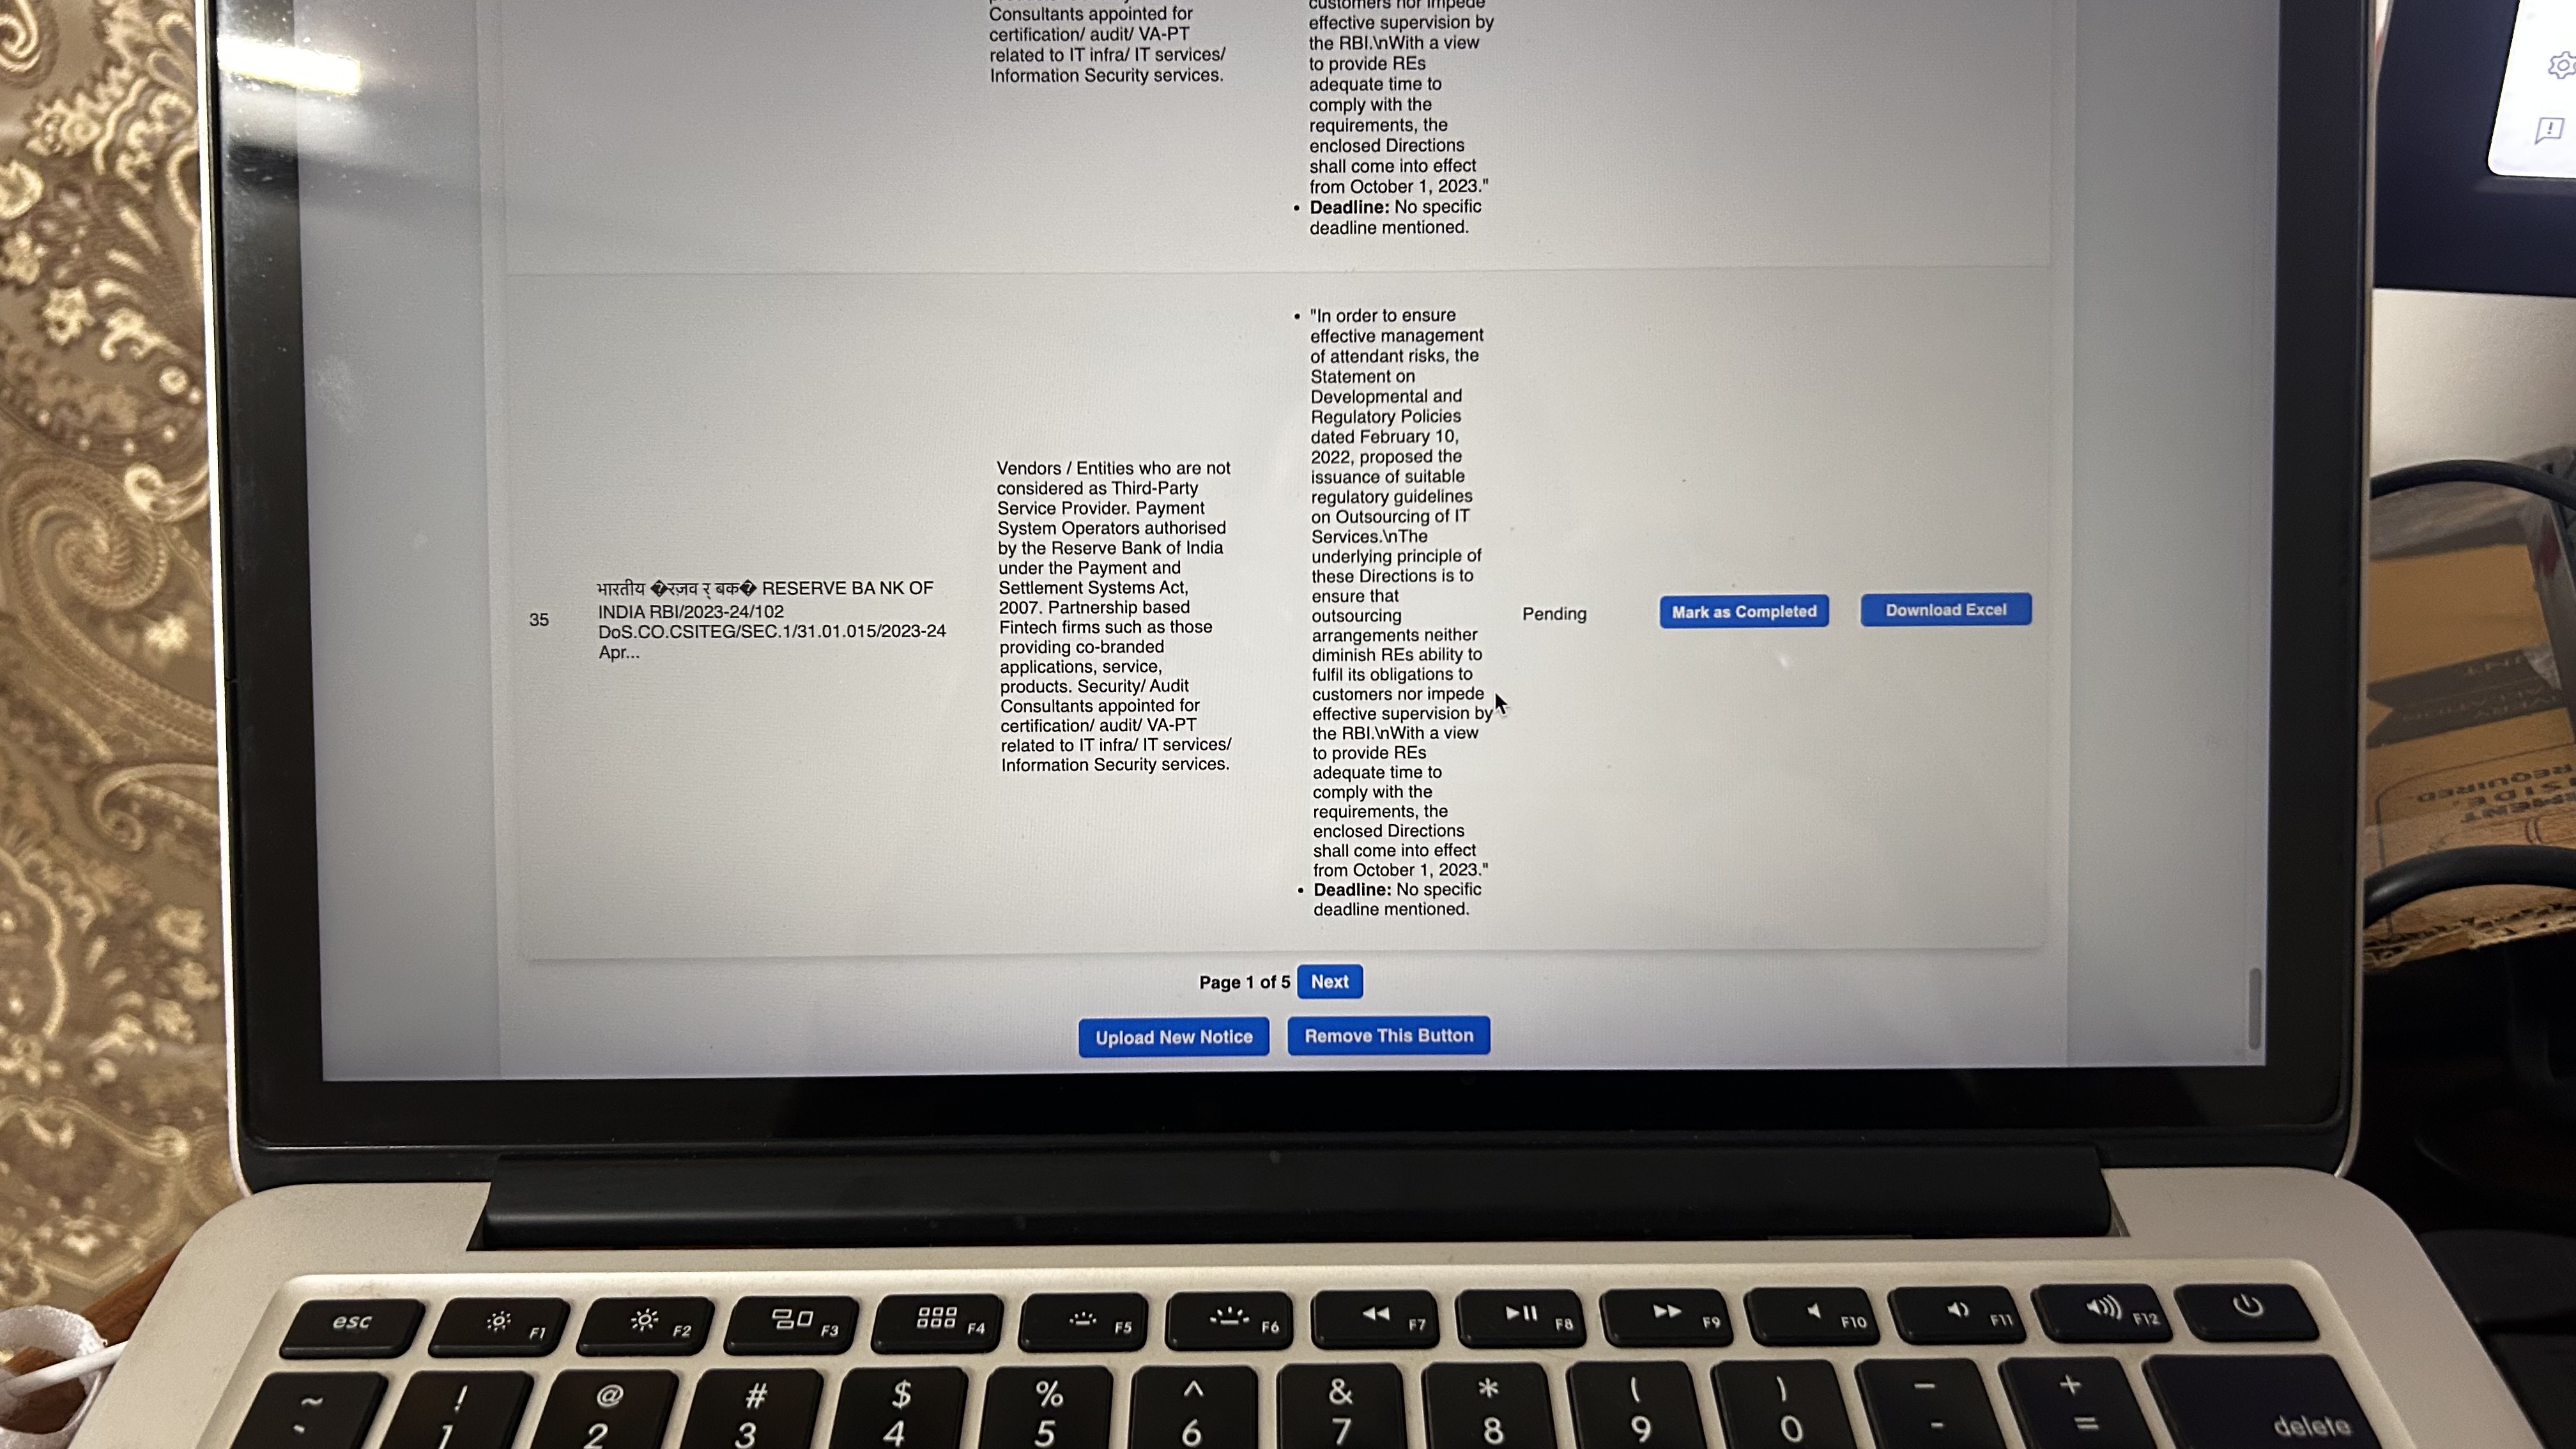 Consultants appointed for
certification/ audit/ VA-PT
related to IT infra/ IT services/
Information Security services.
customers nor impede
effective supervision by
the RBI.\nWith a view
to provide REs
adequate time to
comply with the
requirements, the
enclosed Directions
shall come into effect
from October 1, 2023."
• Deadline: No specific
deadline mentioned.
35
भारतीय �रज़व र् बक� RESERVE BA NK OF
INDIA RBI/2023-24/102
DoS.CO.CSITEG/SEC.1/31.01.015/2023-24
Apr...
Vendors / Entities who are not
considered as Third-Party
Service Provider. Payment
System Operators authorised
by the Reserve Bank of India
under the Payment and
Settlement Systems Act,
2007. Partnership based
Fintech firms such as those
providing co-branded
applications, service,
products. Security/ Audit
Consultants appointed for
certification/ audit/ VA-PT
related to IT infra/ IT services/
Information Security services.
• "In order to ensure
effective management
of attendant risks, the
Statement on
Developmental and
Regulatory Policies
dated February 10,
2022, proposed the
issuance of suitable
regulatory guidelines
on Outsourcing of IT
Services.\nThe
underlying principle of
these Directions is to
ensure that
outsourcing
arrangements neither
diminish REs ability to
fulfil its obligations to
customers nor impede
effective supervision by
the RBI.\nWith a view
to provide REs
adequate time to
comply with the
requirements, the
enclosed Directions
shall come into effect
from October 1, 2023."
• Deadline: No specific
deadline mentioned.
Pending
Mark as Completed
Download Excel
Page 1 of 5 Next
Upload New Notice
Remove This Button
REQUIRED.
esc F1 F2 F3 F4 F5 F6 F7 F8 F9 F10 F11 F12
~ ! @ # $ % ^ & * ( ) – +
` 1 2 3 4 5 6 7 8 9 0 - = delete